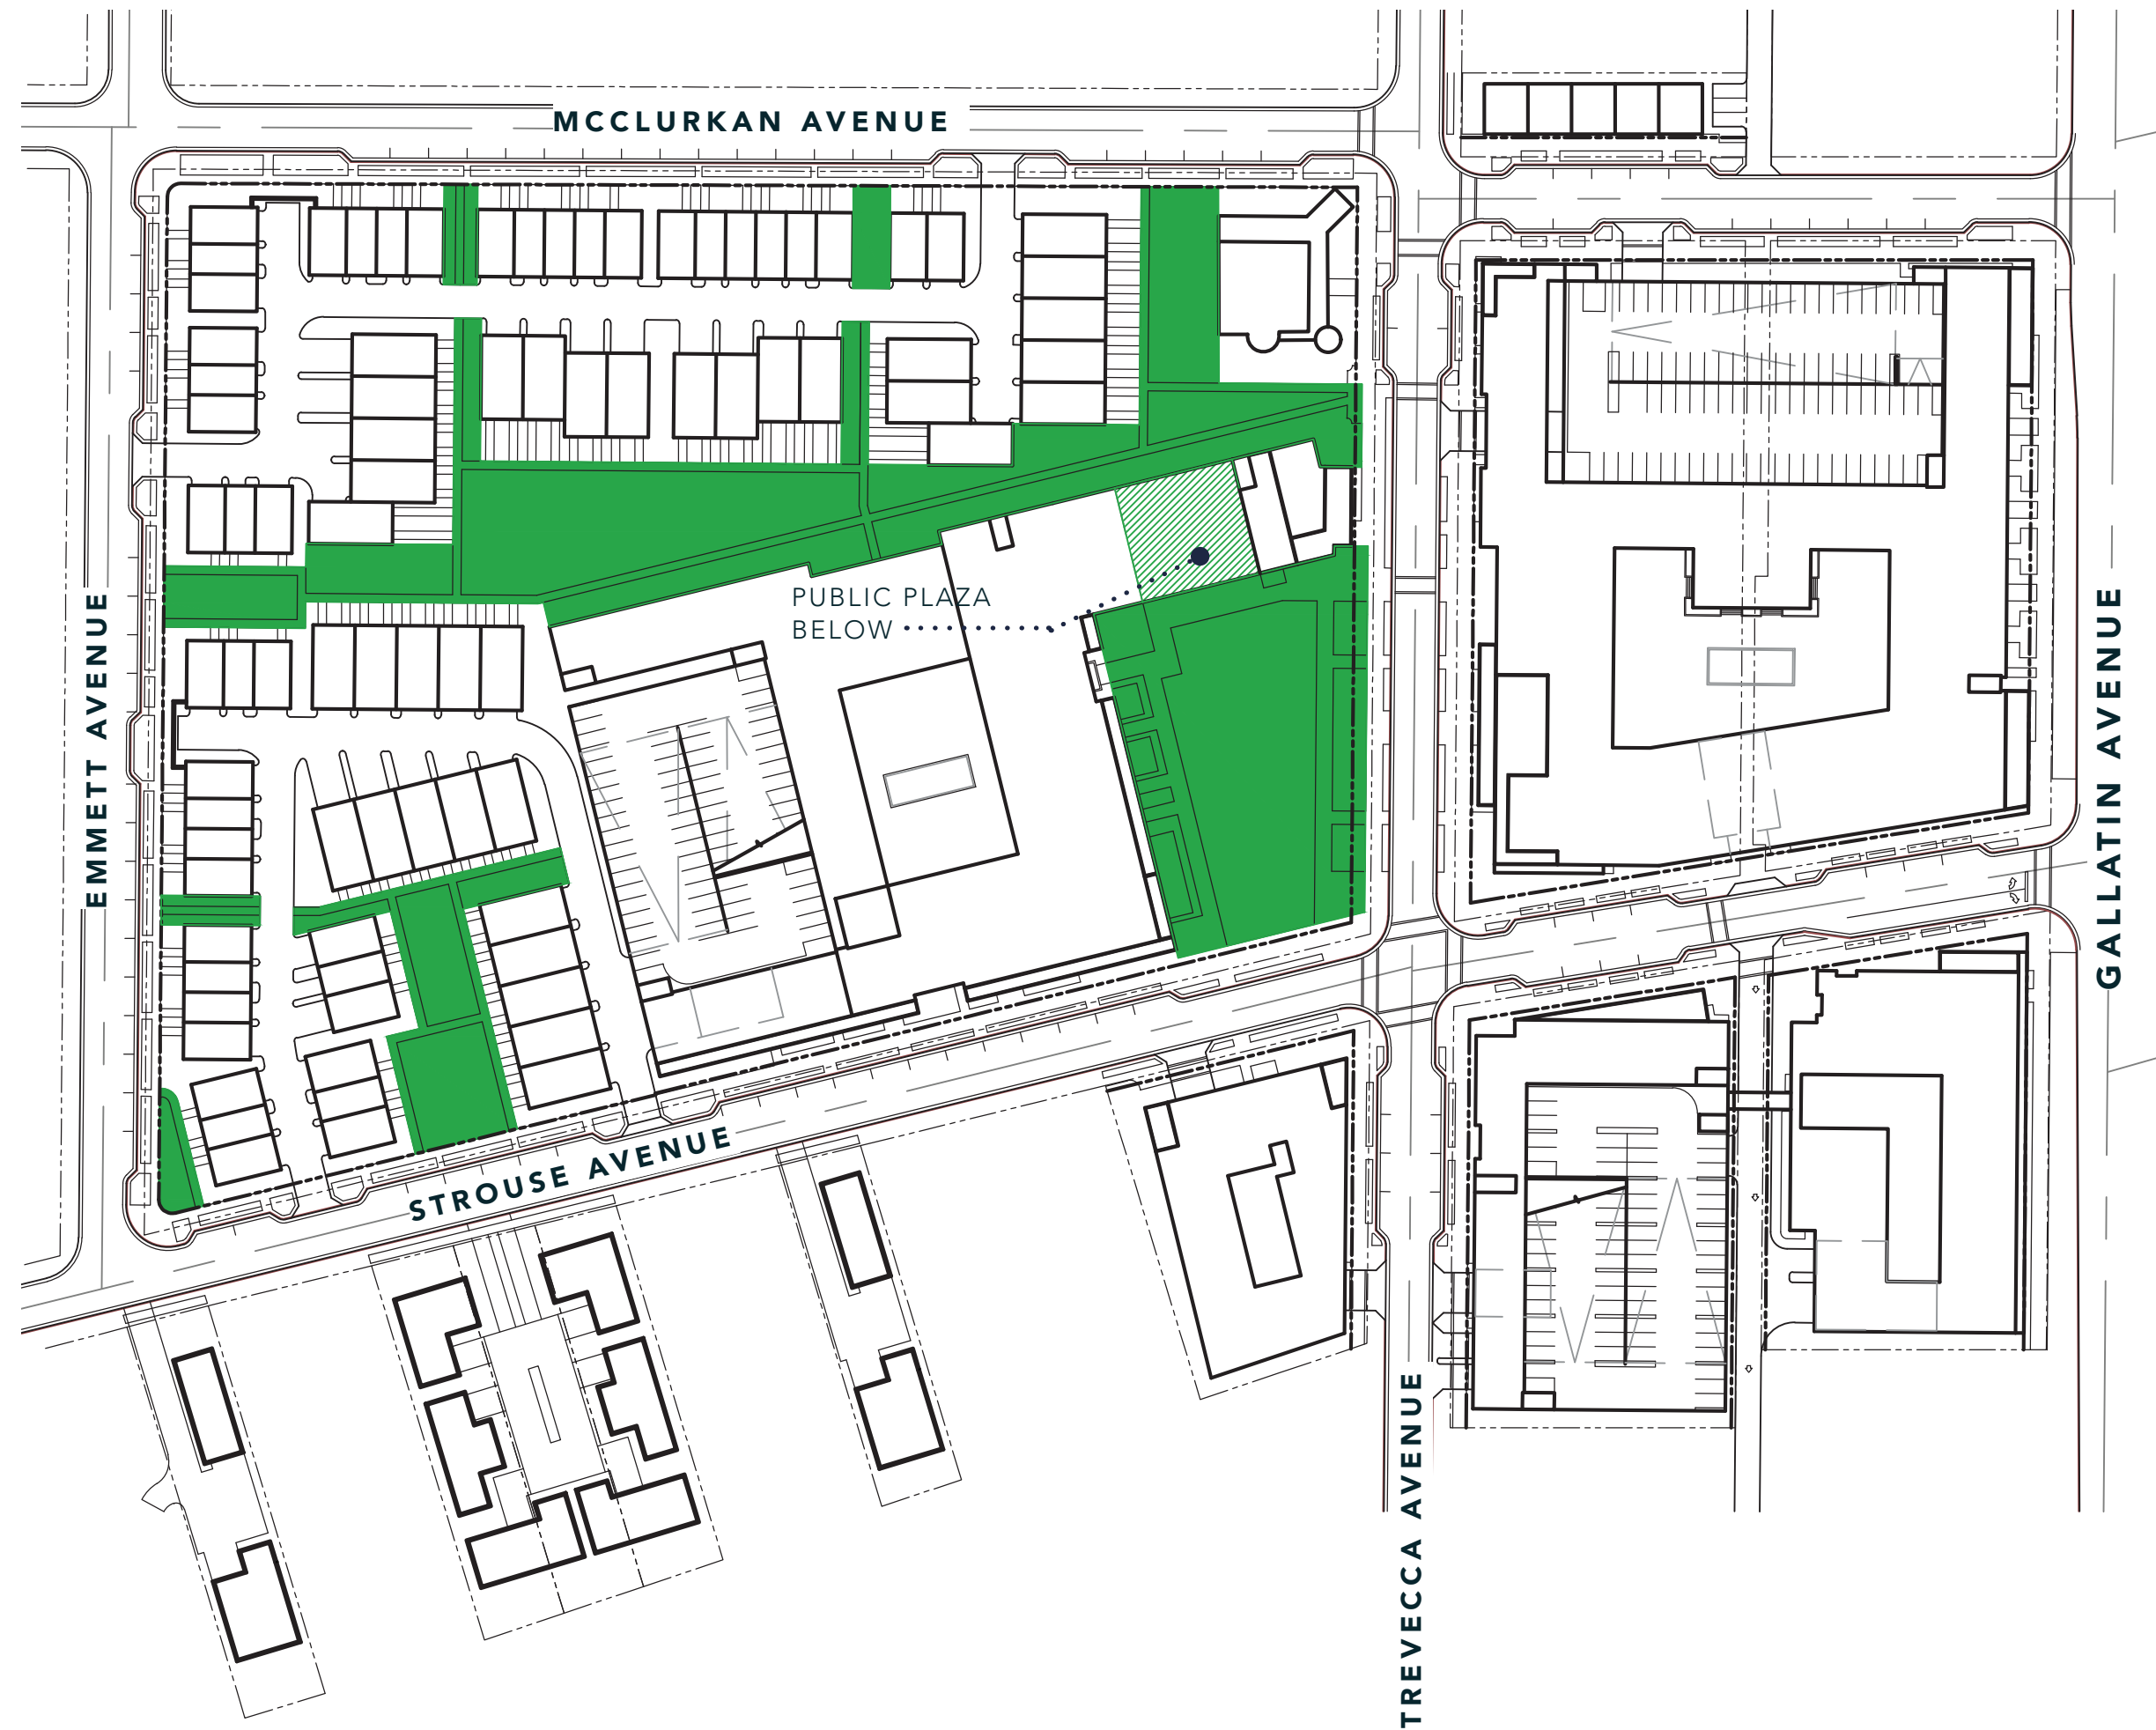 MCCLURKAN AVENUE
PUBLIC PLAZA
BELOW
EMMETT AVENUE
GALLATIN AVENUE
STROUSE AVENUE
TREVECCA AVENUE